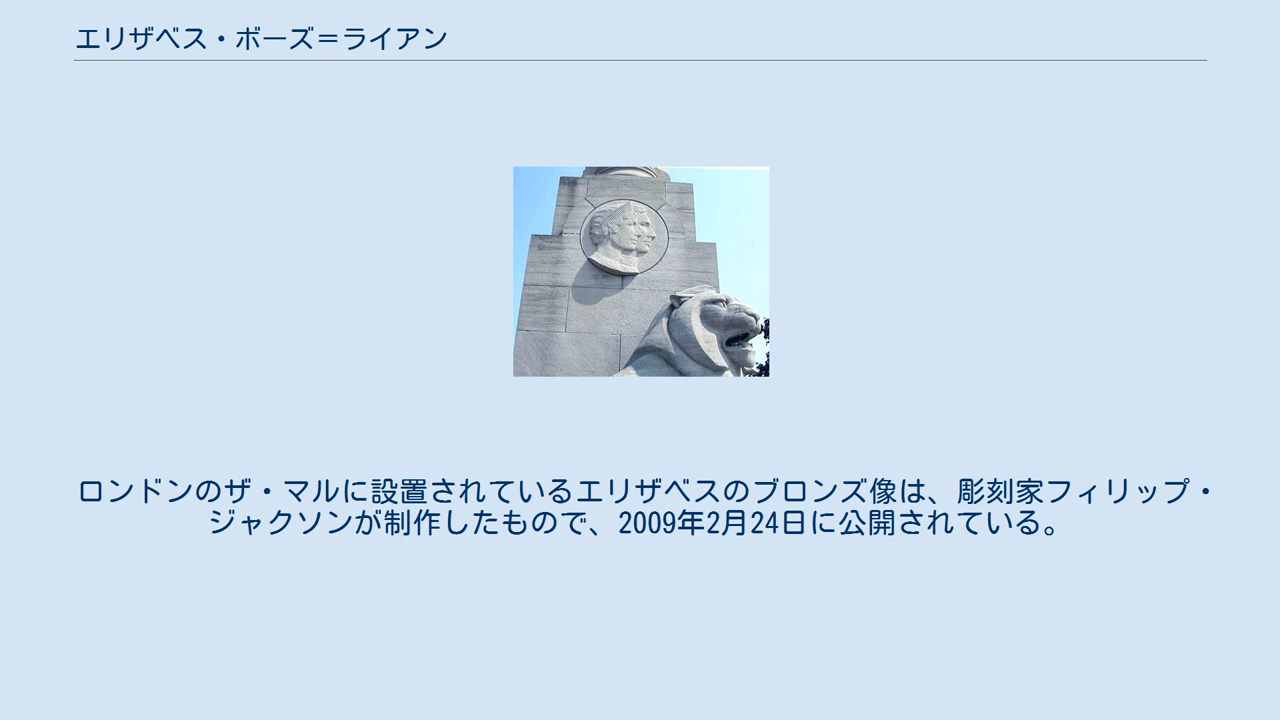 エリザベス・ボーズ＝ライアン
ロンドンのザ・マルに設置されているエリザベスのブロンズ像は、彫刻家フィリップ・
ジャクソンが制作したもので、2009年2月24日に公開されている。